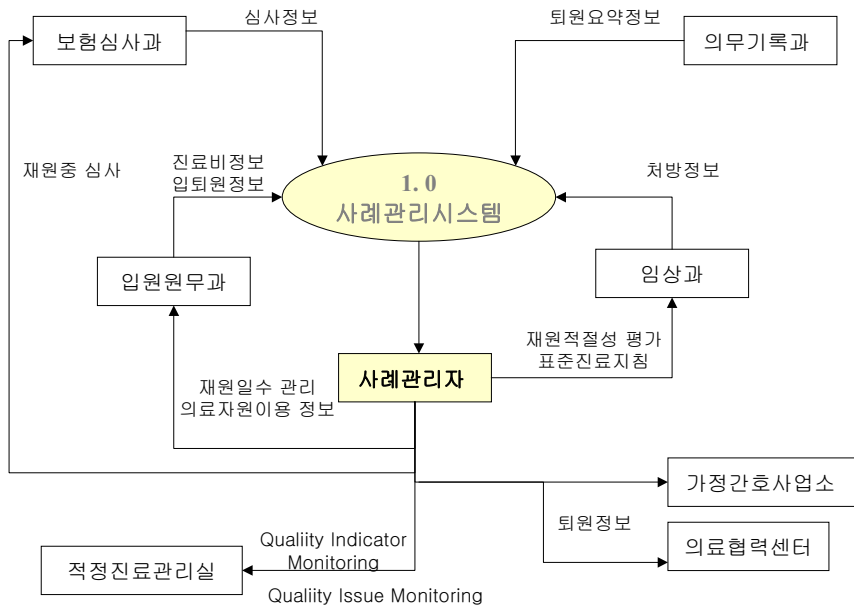 심사정보
퇴원요약정보
보험심사과
의무기록과
재원중 심사
진료비정보
입퇴원정보
1. 0
사례관리시스템
처방정보
입원원무과
임상과
재원적절성 평가
표준진료지침
사례관리자
재원일수 관리
의료자원이용 정보
가정간호사업소
퇴원정보
의료협력센터
Qualiity Indicator
Monitoring
적정진료관리실
Qualiity Issue Monitoring